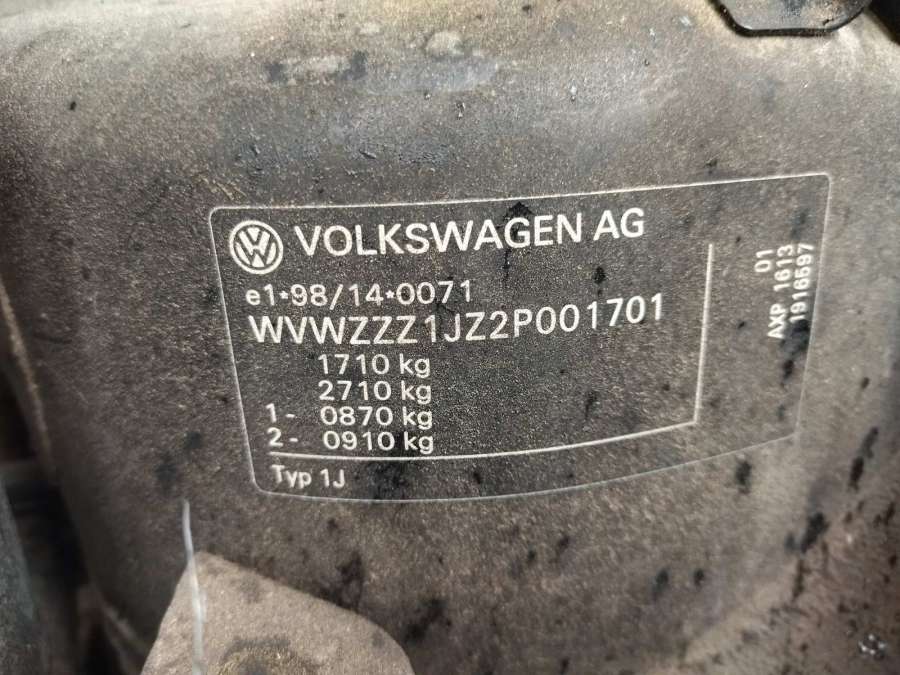 VOLKSWAGEN AG
e1*98/14*0071
WVWZZZ1JZ2P001701
1710 kg
2710 kg
1- 0870 kg
2- 0910 kg
Typ 1J
01
AXP 1613
1916597